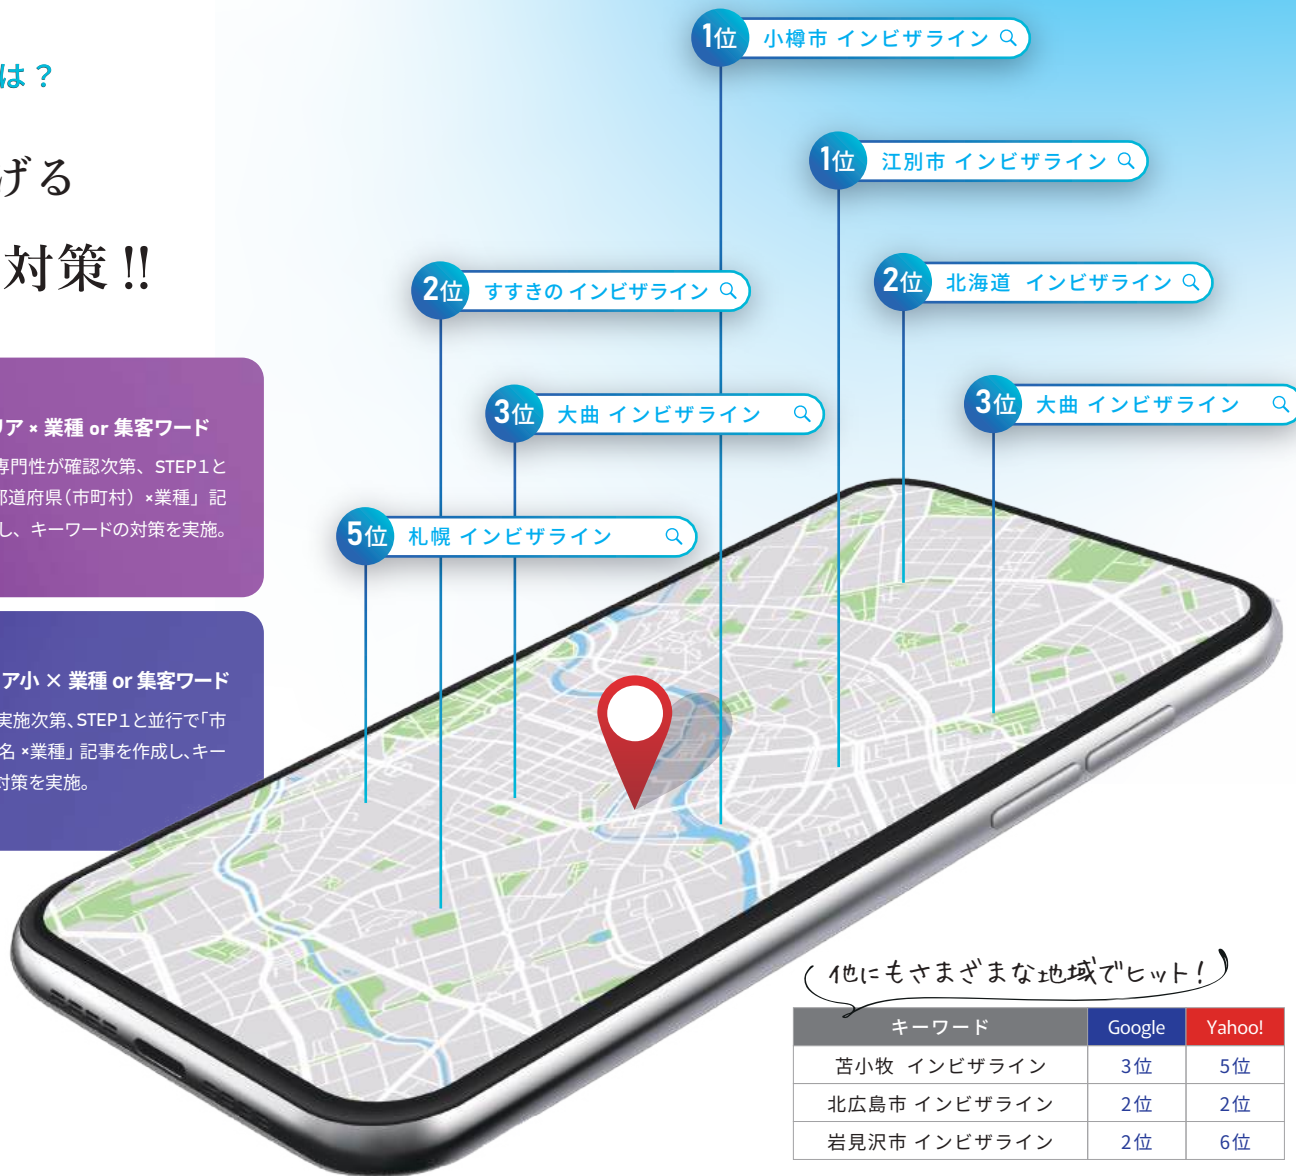 は？
げる
対策!!
1位 小樽市 インビザライン
1位 江別市 インビザライン
2位 すすきの インビザライン
2位 北海道 インビザライン
3位 大曲 インビザライン
3位 大曲 インビザライン
5位 札幌 インビザライン
リア×業種 or 集客ワード
専門性が確認次第、STEP1と
都道府県（市町村）×業種」記
し、キーワードの対策を実施。
ア小 × 業種 or 集客ワード
実施次第、STEP1と並行で「市
名×業種」記事を作成し、キー
対策を実施。
他にもさまざまな地域でヒット！
キーワード Google Yahoo!
苫小牧 インビザライン 3位 5位
北広島市 インビザライン 2位 2位
岩見沢市 インビザライン 2位 6位